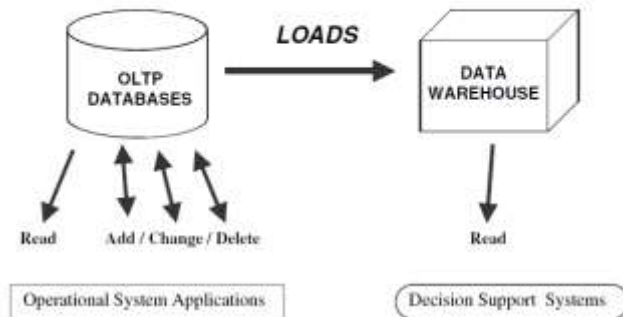 LOADS
OLTP
DATABASES
DATA
WAREHOUSE
Read
Add / Change / Delete
Read
Operational System Applications
Decision Support Systems